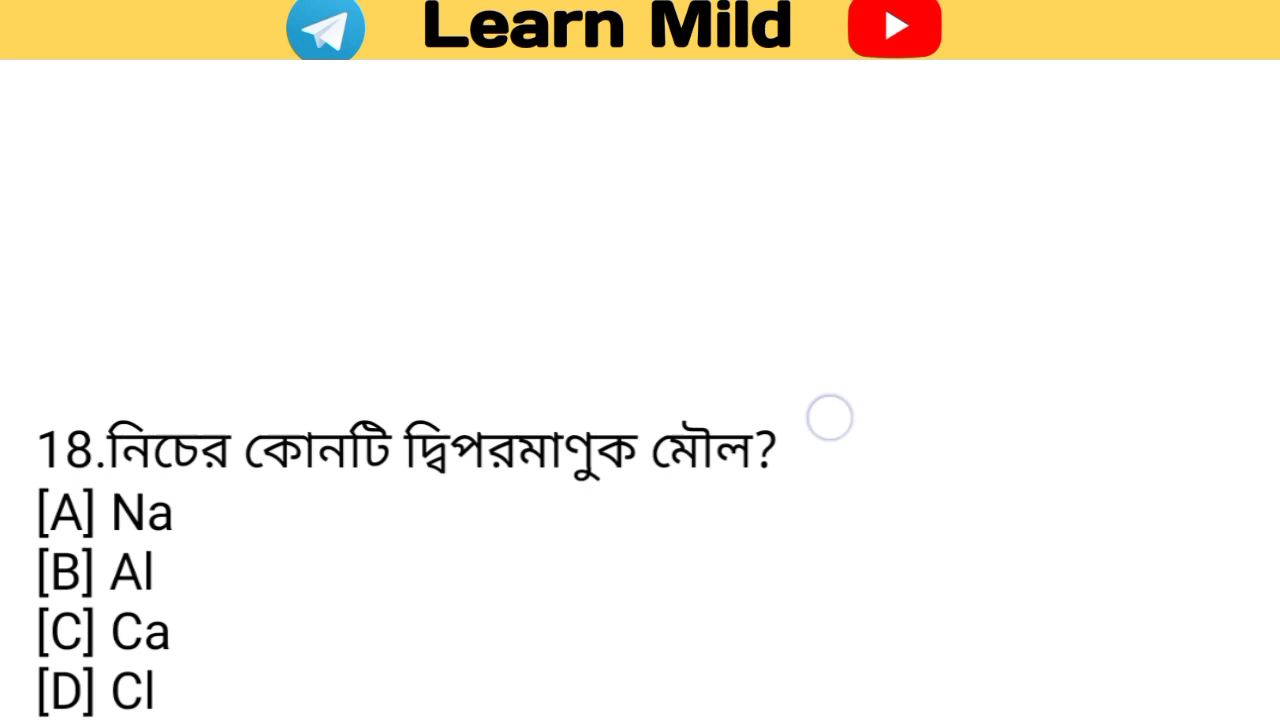 Learn Mild
18.নিচের কোনটি দ্বিপরমাণুক মৌল?
[A] Na
[B] Al
[C] Ca
[D] Cl